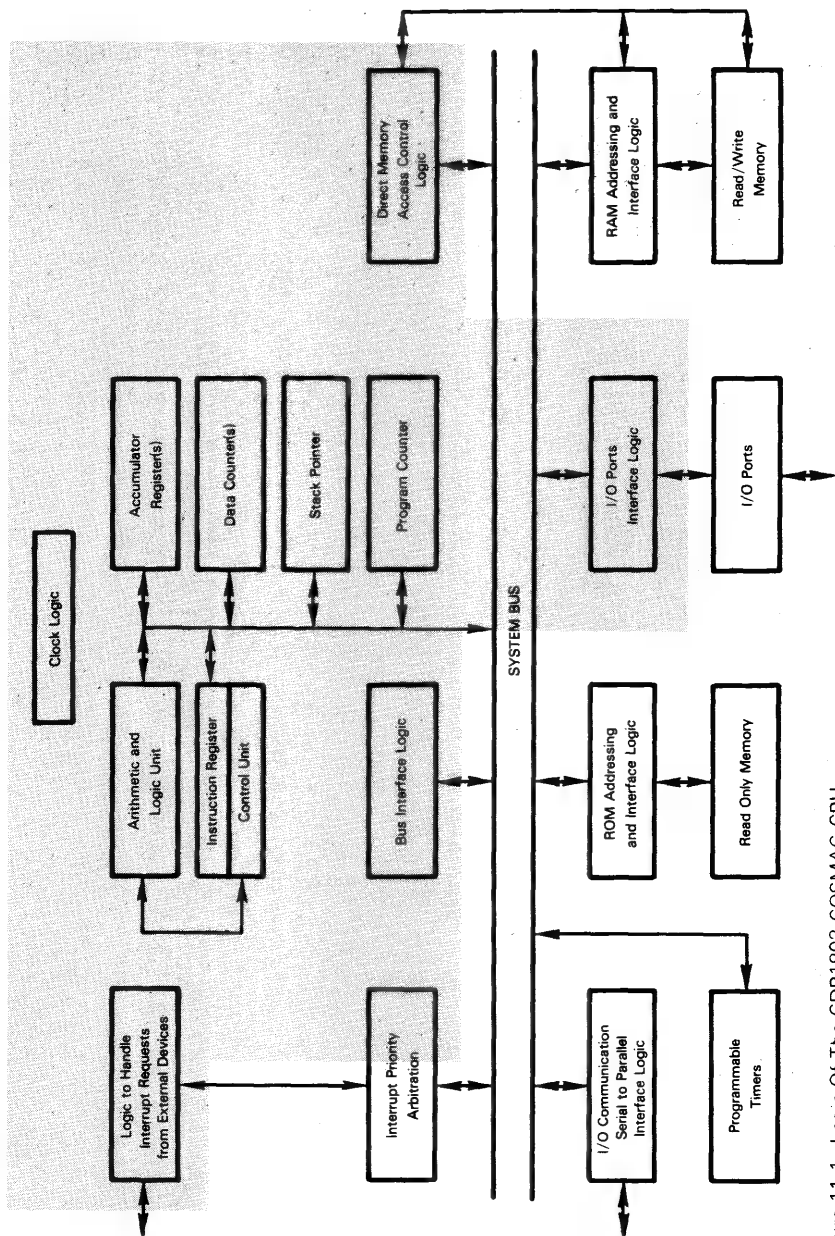 Clock Logic
Logic to Handle
Interrupt Requests
from External Devices
Arithmetic and
Logic Unit
Accumulator
Register(s)
Instruction Register
Control Unit
Data Counter(s)
Stack Pointer
Interrupt Priority
Arbitration
Bus Interface Logic
Program Counter
Direct Memory
Access Control
Logic
SYSTEM BUS
I/O Communication
Serial to Parallel
Interface Logic
ROM Addressing
and Interface Logic
I/O Ports
Interface Logic
RAM Addressing and
Interface Logic
Programmable
Timers
Read Only Memory
I/O Ports
Read/Write
Memory
11-1. Of The COSMAC CPU